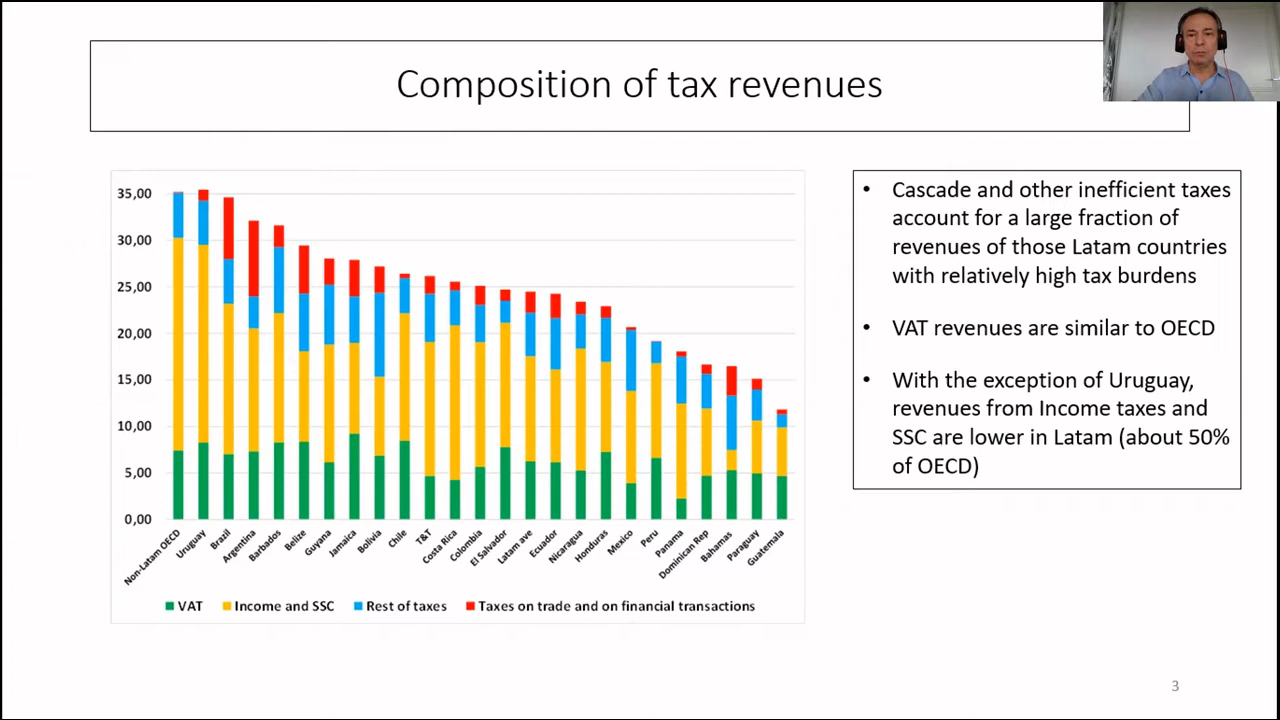 Composition of tax revenues
35,00
30,00
25,00
20,00
15,00
10,00
5,00
0,00
Non-Latam OECD
Uruguay
Brazil
Argentina
Barbados
Belize
Guyana
Jamaica
Bolivia
Chile
T&T
Costa Rica
Colombia
El Salvador
Latam ave
Ecuador
Nicaragua
Honduras
Mexico
Peru
Panama
Dominican Rep
Bahamas
Paraguay
Guatemala
VAT
Income and SSC
Rest of taxes
Taxes on trade and on financial transactions
• Cascade and other inefficient taxes
account for a large fraction of
revenues of those Latam countries
with relatively high tax burdens
• VAT revenues are similar to OECD
• With the exception of Uruguay,
revenues from Income taxes and
SSC are lower in Latam (about 50%
of OECD)
3